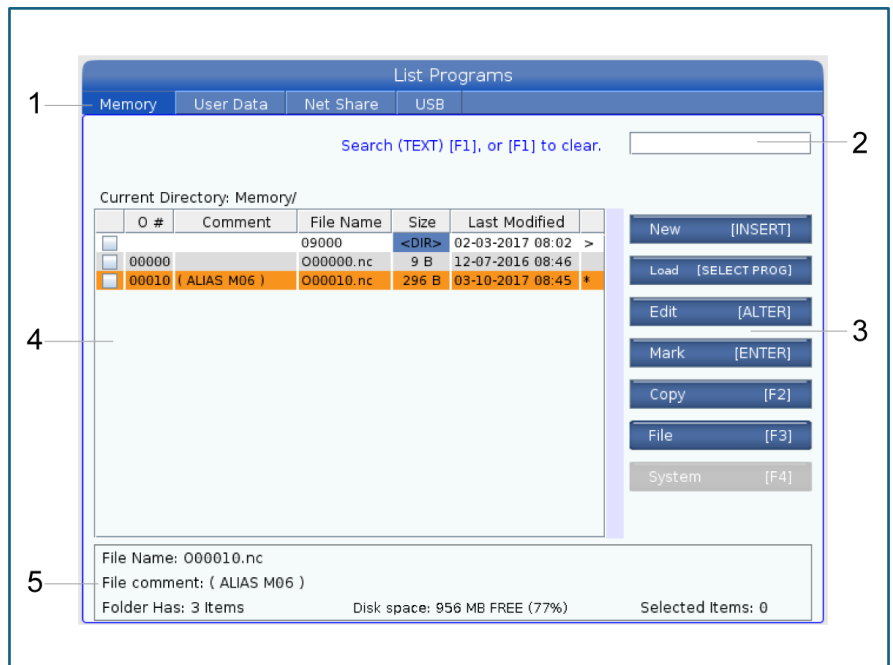 List Programs
1
Memory User Data Net Share USB
Search (TEXT) [F1], or [F1] to clear.
2
Current Directory: Memory/
O # Comment File Name Size Last Modified
09000 <DIR> 02-03-2017 08:02 >
00000 O00000.nc 9 B 12-07-2016 08:46
00010 ( ALIAS M06 ) O00010.nc 296 B 03-10-2017 08:45 *
New [INSERT]
Load [SELECT PROG]
Edit [ALTER]
3
Mark [ENTER]
Copy [F2]
File [F3]
System [F4]
4
File Name: O00010.nc
5
File comment: ( ALIAS M06 )
Folder Has: 3 Items Disk space: 956 MB FREE (77%) Selected Items: 0